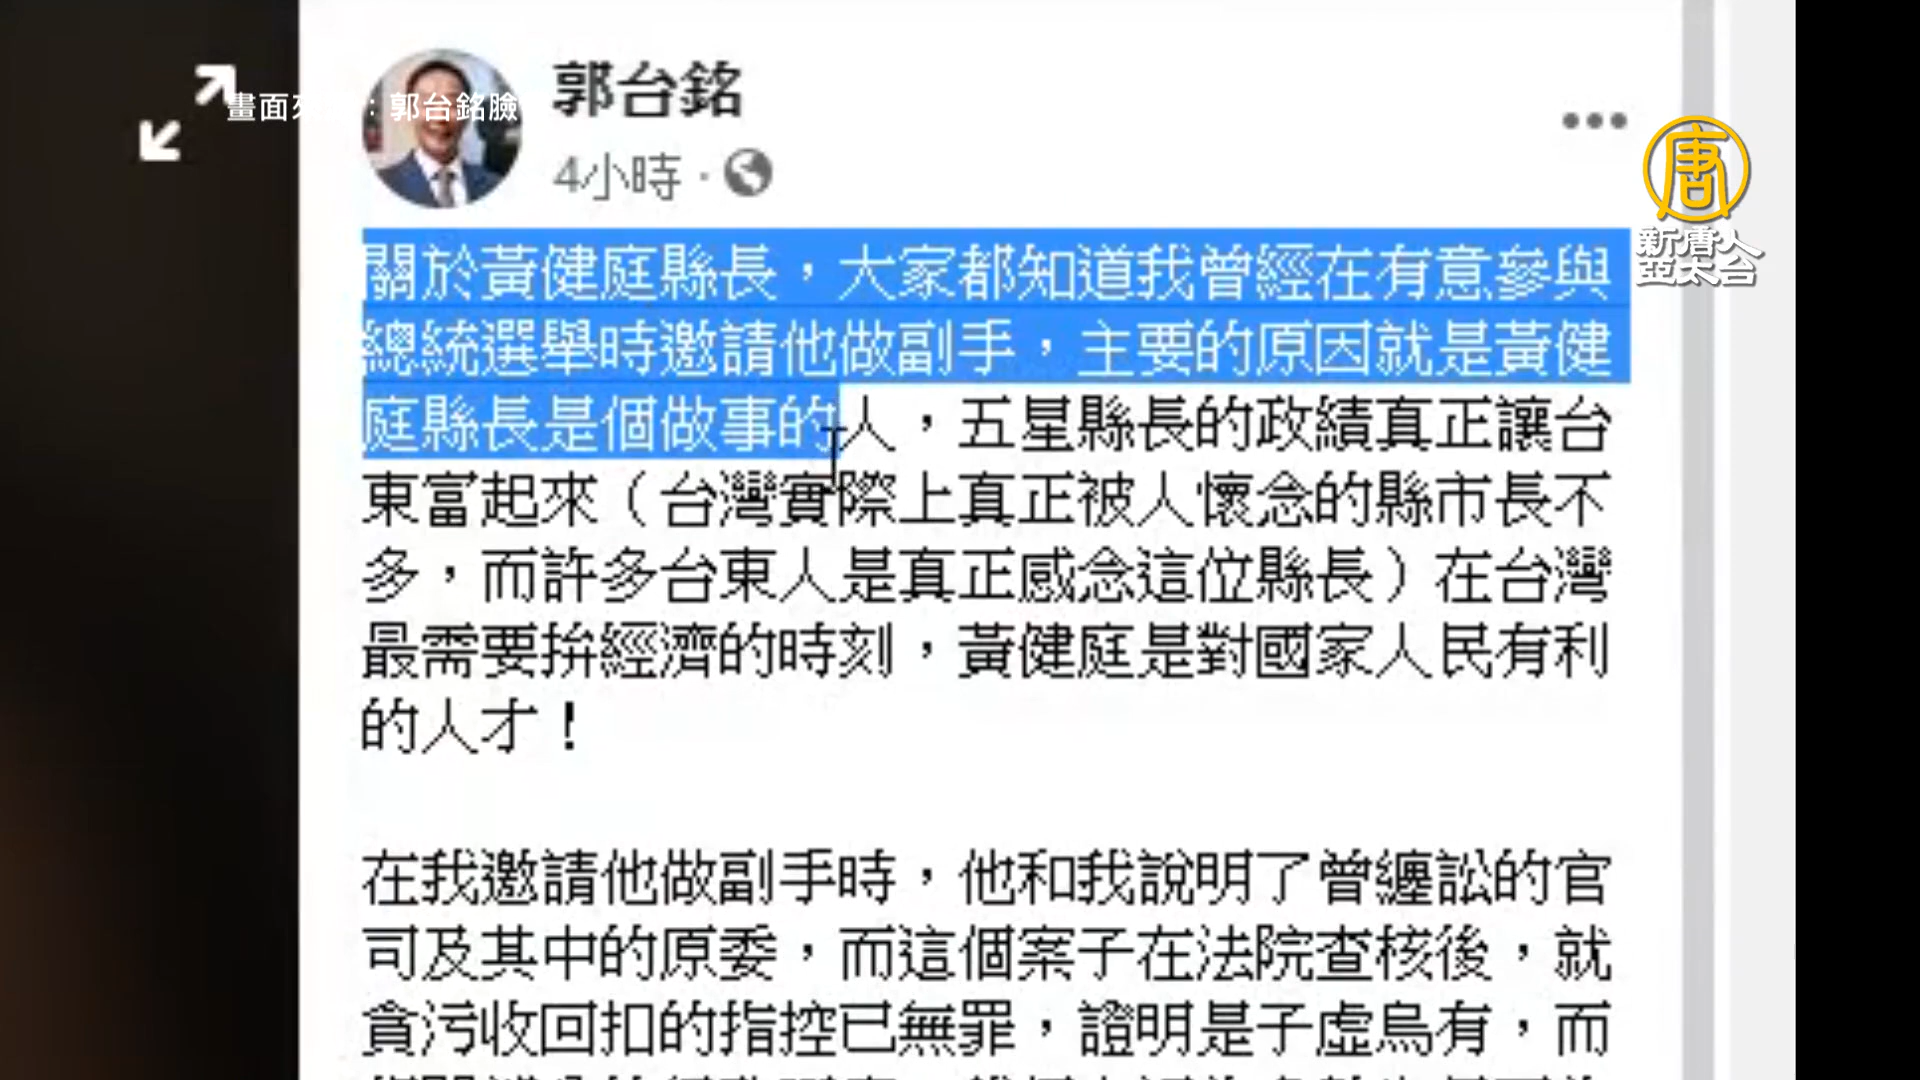 郭台銘
畫面來 ：郭台銘臉
4小時
新唐人
亞太台
關於黃健庭縣長，大家都知道我曾經在有意參與
總統選舉時邀請他做副手，主要的原因就是黃健
庭縣長是個做事的人，五星縣長的政績真正讓台
東富起來（台灣實際上真正被人懷念的縣市長不
多，而許多台東人是真正感念這位縣長）在台灣
最需要拚經濟的時刻，黃健庭是對國家人民有利
的人才！
在我邀請他做副手時，他和我說明了曾纏訟的官
司及其中的原委，而這個案子在法院查核後，就
貪污收回扣的指控已無罪，證明是子虛烏有，而